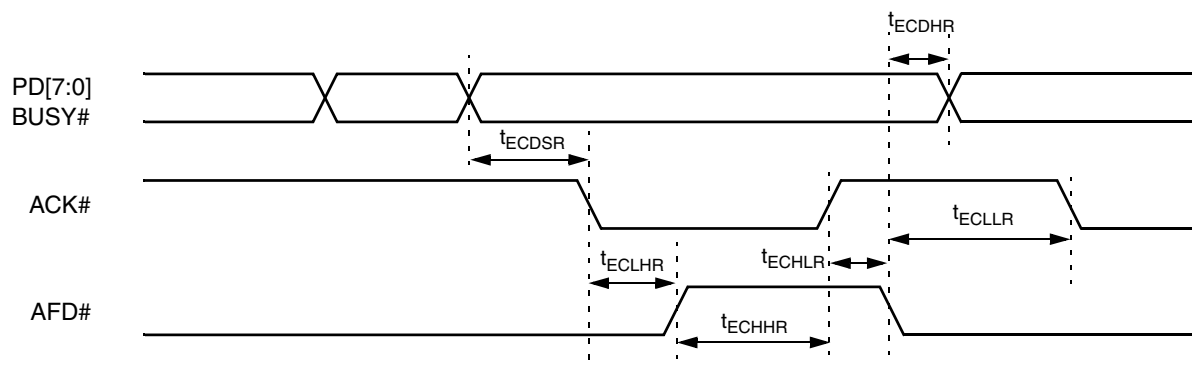 tECDHR
PD[7:0]
BUSY#
tECDSR
ACK#
tECLLR
tECLHR
tECHLR
AFD#
tECHHR